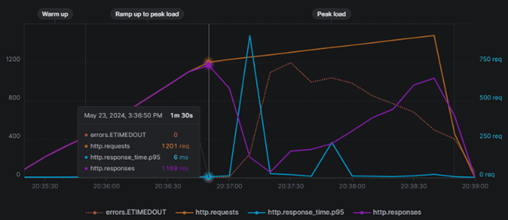 Warm up Ramp up to peak load Peak load
1200
800
400
0
750 req
500 req
250 req
0 req
May 23, 2024, 3:36:50 PM 1m 30s
errors.ETIMEDOUT 0
http.requests 1201 req
http.response_time.p95 6 ms
http.responses 1169 req
20:35:30 20:36:00 20:36:30 20:37:00 20:37:30 20:38:00 20:38:30 20:39:00
errors.ETIMEDOUT http.requests http.response_time.p95 http.responses